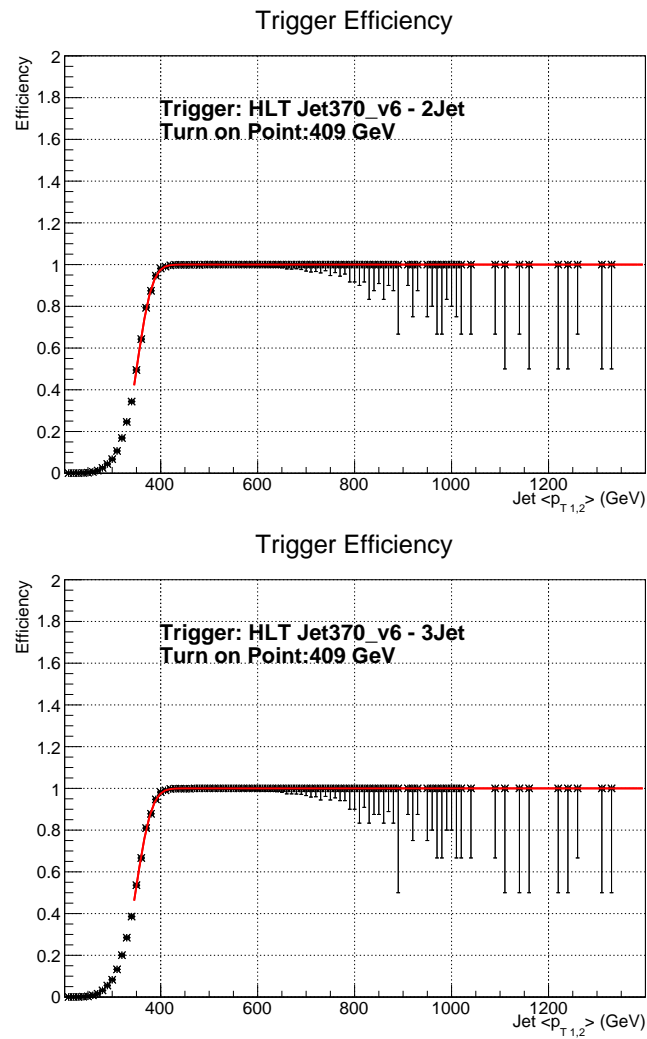 Trigger Efficiency
Efficiency
2
1.8
1.6
1.4
1.2
1
0.8
0.6
0.4
0.2
0
Trigger: HLT Jet370_v6 - 2Jet
Turn on Point:409 GeV
400 600 800 1000 1200
Jet <p_T 1,2> (GeV)
Trigger Efficiency
Efficiency
2
1.8
1.6
1.4
1.2
1
0.8
0.6
0.4
0.2
0
Trigger: HLT Jet370_v6 - 3Jet
Turn on Point:409 GeV
400 600 800 1000 1200
Jet <p_T 1,2> (GeV)